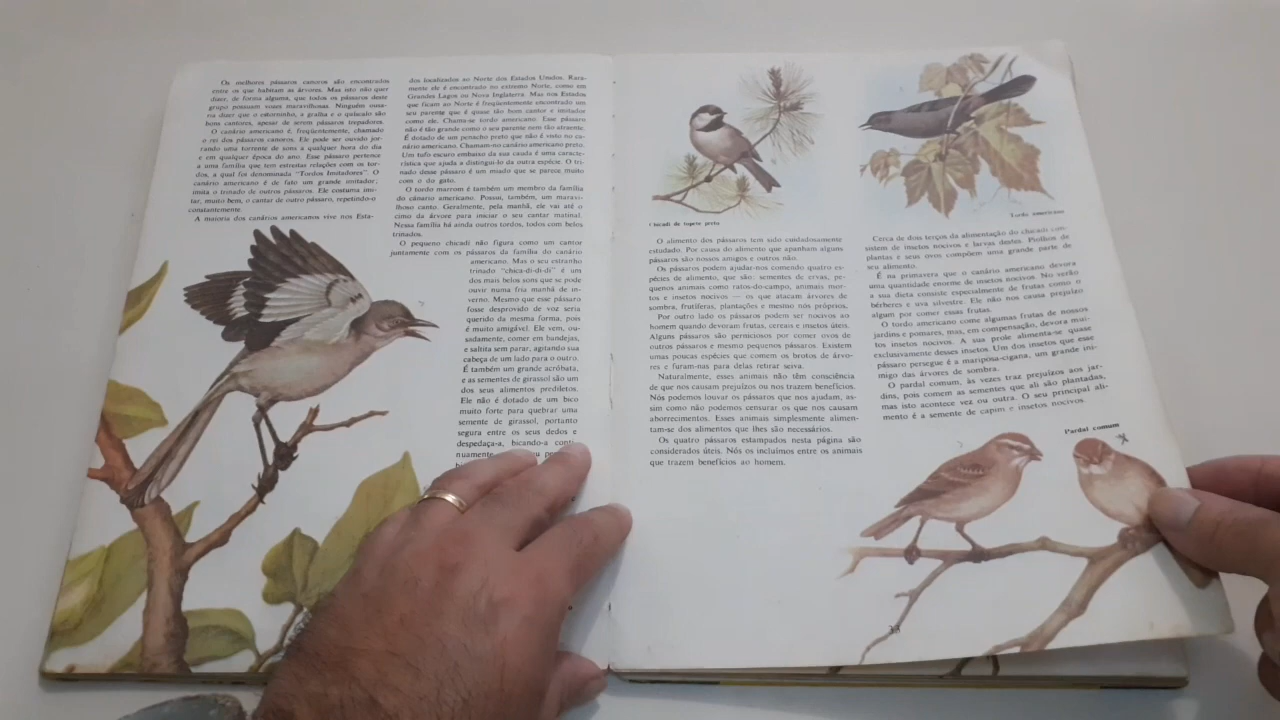 Os melhores pássaros canoros são encontrados
entre os que habitam as árvores. Mas isto não quer
dizer, de forma alguma, que todos os pássaros deste
grupo possuam vozes maravilhosas. Ninguém ousa-
ria dizer que o estorninho, a gralha e o quíscalo são
bons cantores, apesar de serem pássaros trepadores.
O canário americano é, freqüentemente, chamado
o rei dos pássaros canoros. Ele pode ser ouvido jor-
rando uma torrente de sons a qualquer hora do dia
e em qualquer época do ano. Esse pássaro pertence
a uma família que tem estreitas relações com os tor-
dos, a qual foi denominada "Tordos Imitadores". O
canário americano é de fato um grande imitador;
imita o trinado de outros pássaros. Ele costuma imi-
tar, muito bem, o cantar de outro pássaro, repetindo-o
constantemente.
A maioria dos canários americanos vive nos Esta-
dos localizados ao Norte dos Estados Unidos. Rara-
mente ele é encontrado no extremo Norte, como em
Grandes Lagos ou Nova Inglaterra. Mas nos Estados
que ficam ao Norte é freqüentemente encontrado um
seu parente que é quase tão bom cantor e imitador
como ele. Chama-se tordo americano. Esse pássaro
não é tão grande como o seu parente nem tão atraente.
É dotado de um penacho preto que não é visto no ca-
nário americano. Chamam-no canário americano preto.
Um tufo escuro embaixo da sua cauda é uma caracte-
rística que ajuda a distingui-lo da outra espécie. O tri-
nado desse pássaro é um miado que se parece muito
com o do gato.
O tordo marrom é também um membro da família
do canário americano. Possui, também, um maravi-
lhoso canto. Geralmente, pela manhã, ele vai até o
cimo da árvore para iniciar o seu cantar matinal.
Nessa família há ainda outros tordos, todos com belos
trinados.
O pequeno chicadi não figura como um cantor
juntamente com os pássaros da família do canário
americano. Mas o seu estranho
trinado "chica-di-di-di" é um
dos mais belos sons que se pode
ouvir numa fria manhã de in-
verno. Mesmo que esse pássaro
fosse desprovido de voz seria
querido da mesma forma, pois
é muito amigável. Ele vem, ou-
sadamente, comer em bandejas,
e saltita sem parar, agitando sua
cabeça de um lado para o outro.
É também um grande acróbata,
e as sementes de girassol são um
dos seus alimentos prediletos.
Ele não é dotado de um bico
muito forte para quebrar uma
semente de girassol, portanto
segura entre os seus dedos e
despedaça-a, bicando-a conti-
nuamente
Chicadi de topete preto
Tordo americano
O alimento dos pássaros tem sido cuidadosamente
estudado. Por causa do alimento que apanham alguns
pássaros são nossos amigos e outros não.
Os pássaros podem ajudar-nos comendo quatro es-
pécies de alimento, que são: sementes de ervas; pe-
quenos animais como ratos-do-campo, animais mor-
tos e insetos nocivos — os que atacam árvores de
sombra, frutíferas, plantações e mesmo nós próprios.
Por outro lado os pássaros podem ser nocivos ao
homem quando devoram frutas, cereais e insetos úteis.
Alguns pássaros são perniciosos por comer ovos de
outros pássaros e mesmo pequenos pássaros. Existem
umas poucas espécies que comem os brotos de árvo-
res e furam-nas para delas retirar seiva.
Naturalmente, esses animais não têm consciência
de que nos causam prejuízos ou nos trazem benefícios.
Nós podemos louvar os pássaros que nos ajudam, as-
sim como não podemos censurar os que nos causam
aborrecimentos. Esses animais simplesmente alimen-
tam-se dos alimentos que lhes são necessários.
Os quatro pássaros estampados nesta página são
considerados úteis. Nós os incluímos entre os animais
que trazem benefícios ao homem.
Cerca de dois terços da alimentação do chicadi con-
sistem de insetos nocivos e larvas destes. Piolhos de
plantas e seus ovos compõem uma grande parte de
seu alimento.
É na primavera que o canário americano devora
uma quantidade enorme de insetos nocivos. No verão
a sua dieta consiste especialmente de frutas como o
bécheres e uva silvestre. Ele não nos causa prejuízo
algum por comer essas frutas.
O tordo americano come algumas frutas de nossos
jardins e pomares, mas, em compensação, devora mui-
tos insetos nocivos. A sua prole alimenta-se quase
exclusivamente desses insetos. Um dos insetos que esse
pássaro persegue é a mariposa-cigana, um grande ini-
migo das árvores de sombra.
O pardal comum, às vezes traz prejuízos aos jar-
dins, pois come as sementes que ali são plantadas,
mas isto acontece vez ou outra. O seu principal ali-
mento é a semente de capim e insetos nocivos.
Pardal comum
33